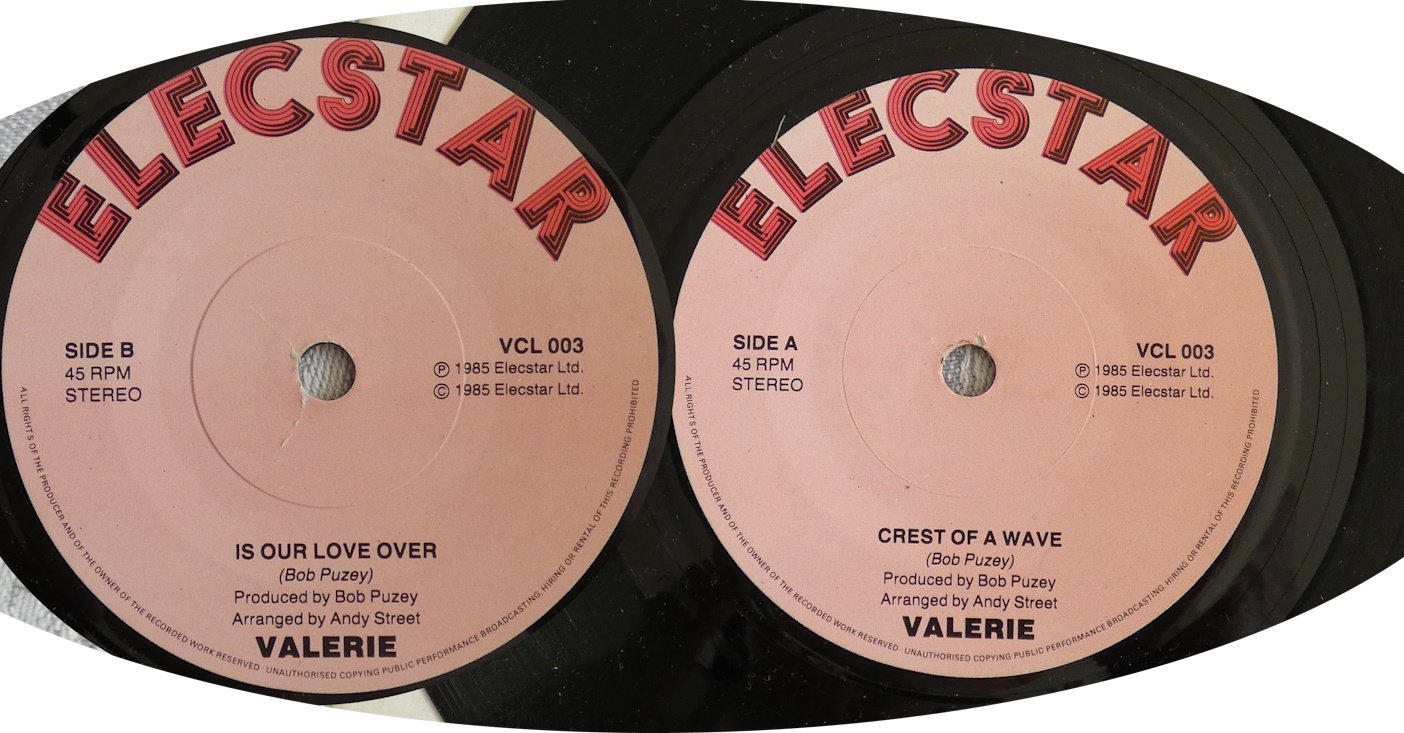 ELECSTAR
SIDE B
45 RPM
STEREO
VCL 003
Ⓟ 1985 Elecstar Ltd.
© 1985 Elecstar Ltd.
IS OUR LOVE OVER
(Bob Puzey)
Produced by Bob Puzey
Arranged by Andy Street
VALERIE
ALL RIGHTS OF THE PRODUCER AND OF THE OWNER OF THE RECORDED WORK RESERVED · UNAUTHORISED COPYING PUBLIC PERFORMANCE BROADCASTING, HIRING OR RENTAL OF THIS RECORDING PROHIBITED
ELECSTAR
SIDE A
45 RPM
STEREO
VCL 003
Ⓟ 1985 Elecstar Ltd.
© 1985 Elecstar Ltd.
CREST OF A WAVE
(Bob Puzey)
Produced by Bob Puzey
Arranged by Andy Street
VALERIE
ALL RIGHTS OF THE PRODUCER AND OF THE OWNER OF THE RECORDED WORK RESERVED · UNAUTHORISED COPYING PUBLIC PERFORMANCE BROADCASTING, HIRING OR RENTAL OF THIS RECORDING PROHIBITED